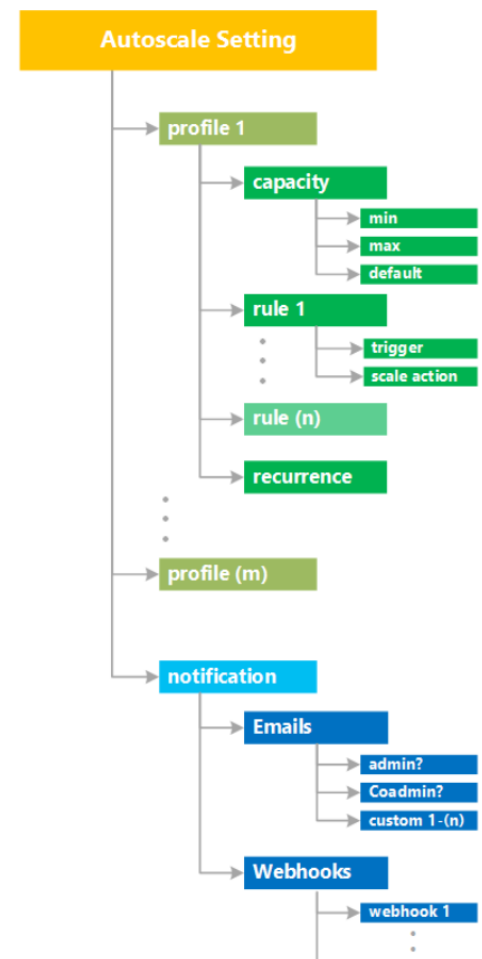 Autoscale Setting
profile 1
capacity
min
max
default
rule 1
trigger
scale action
rule (n)
recurrence
profile (m)
notification
Emails
admin?
Coadmin?
custom 1-(n)
Webhooks
webhook 1